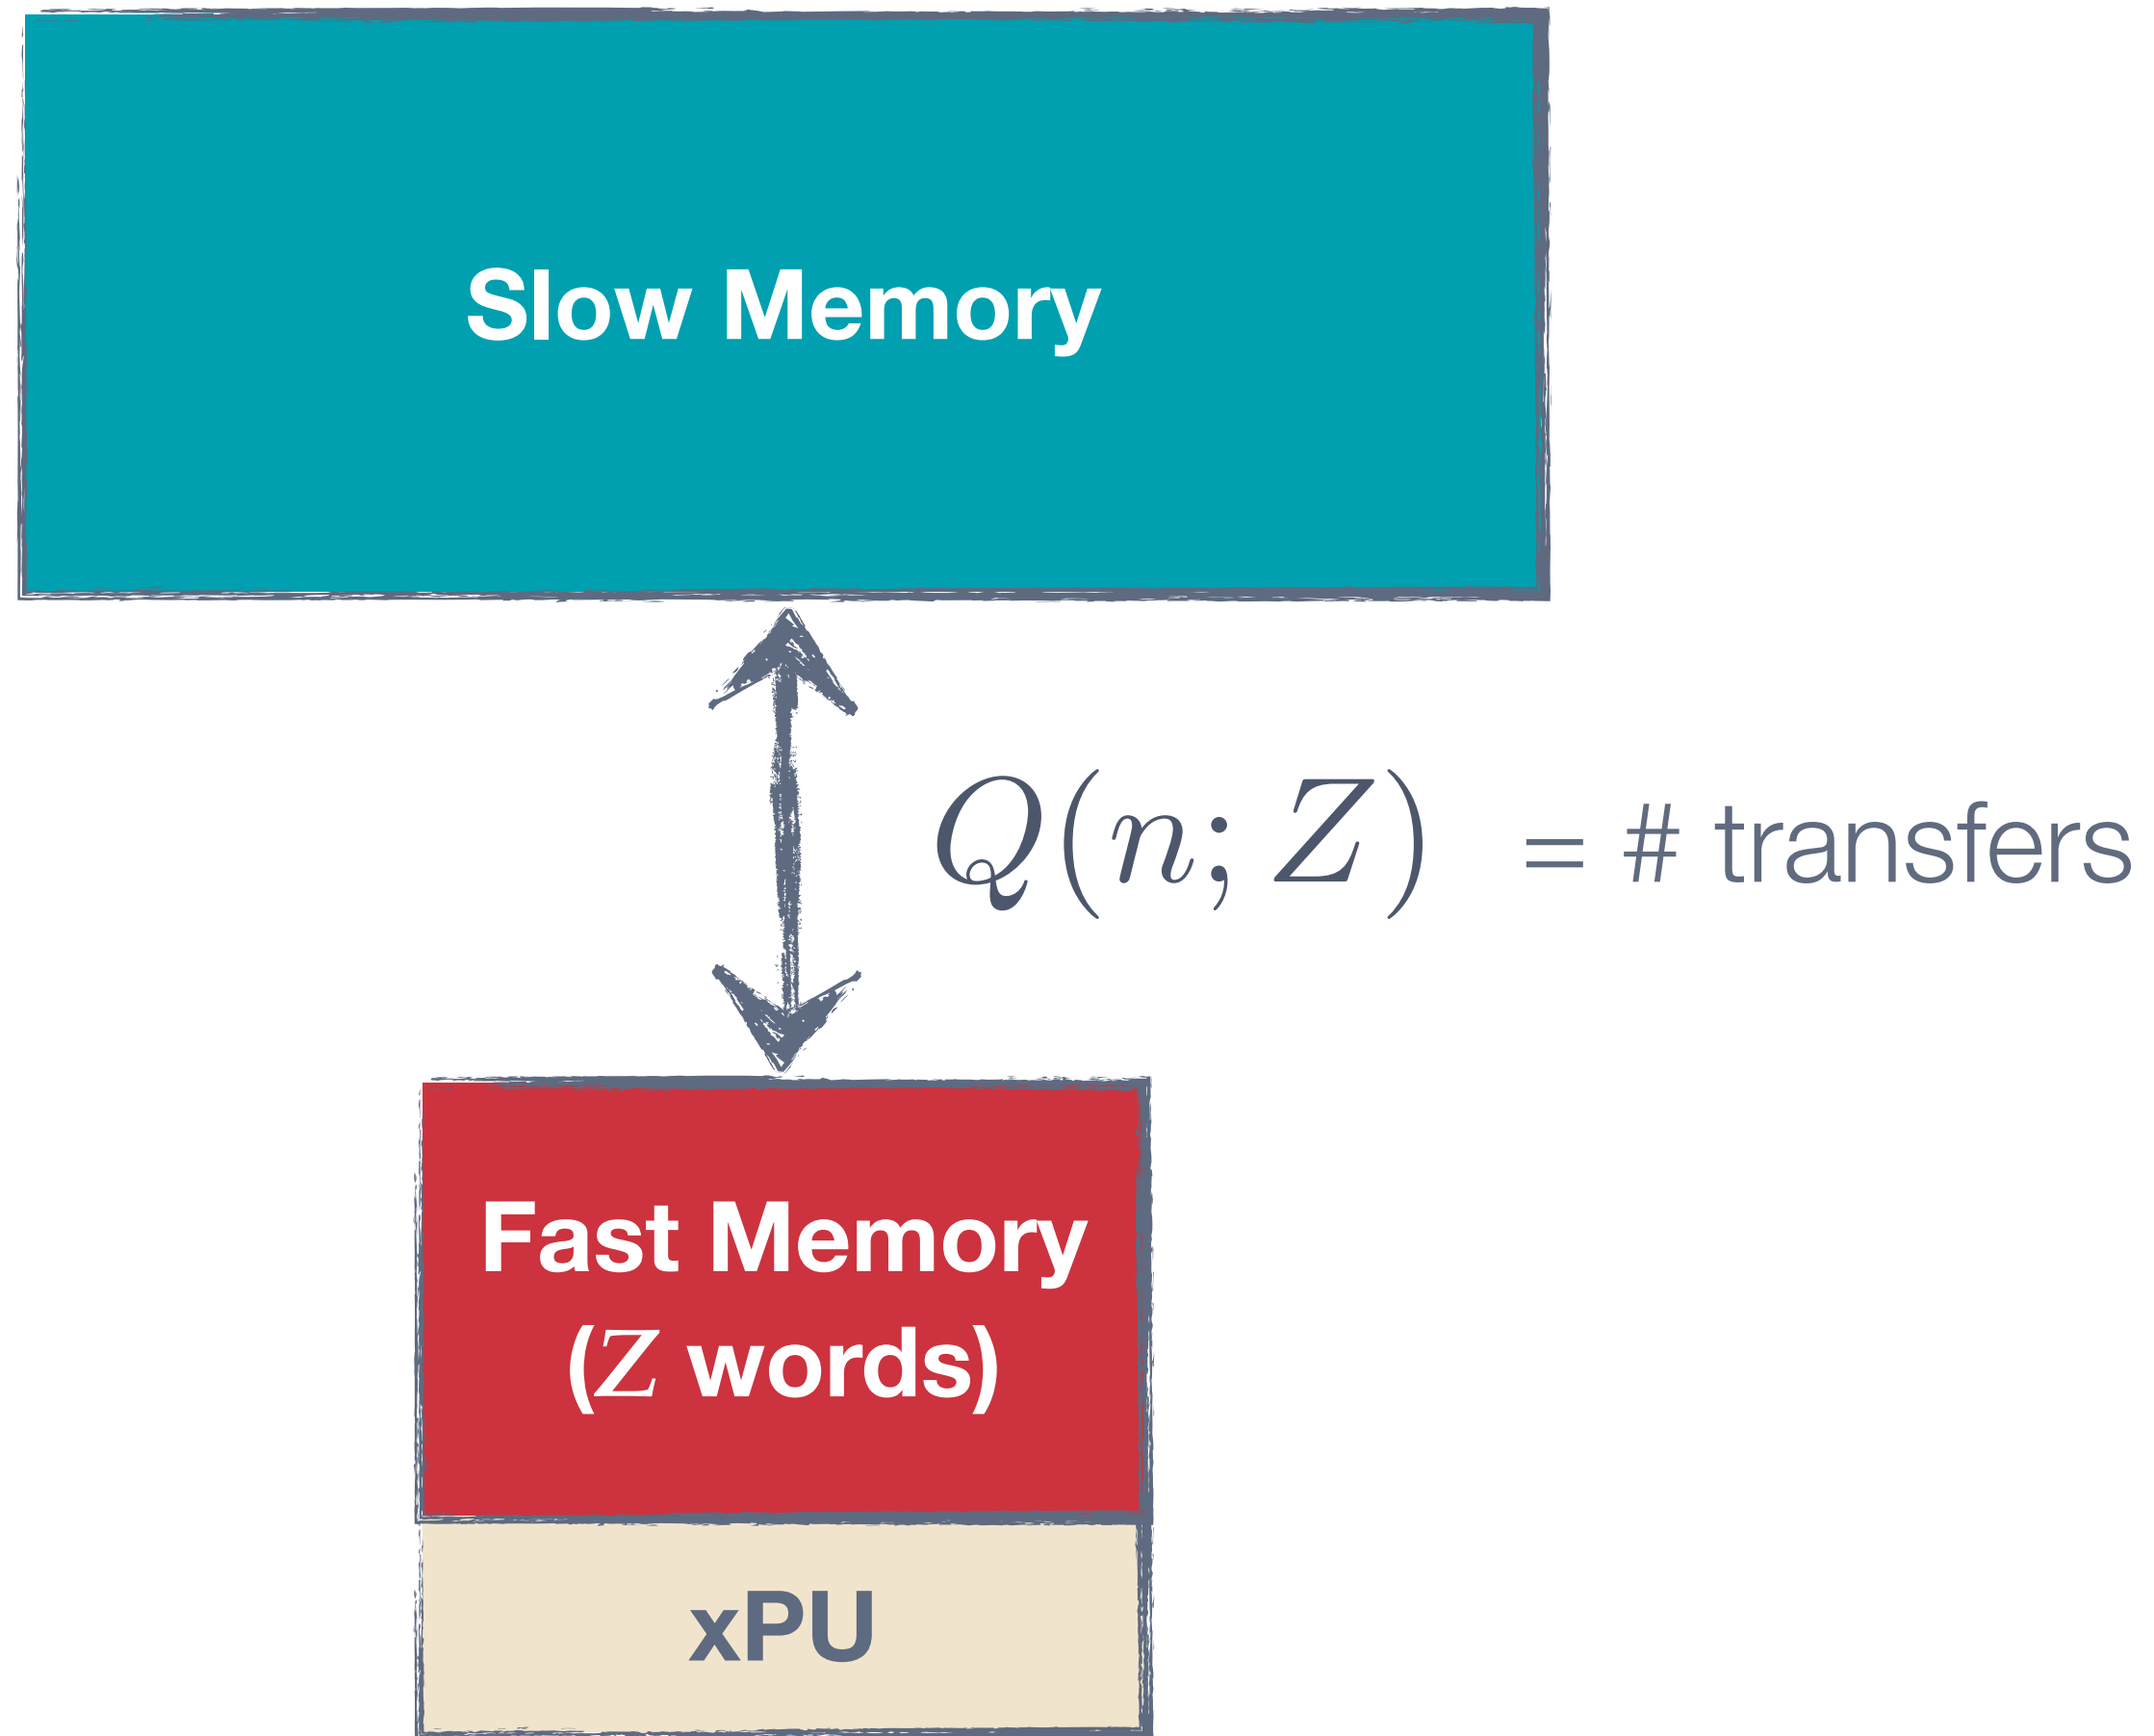 Slow Memory
Q(n; Z) = # transfers
Fast Memory
(Z words)
xPU